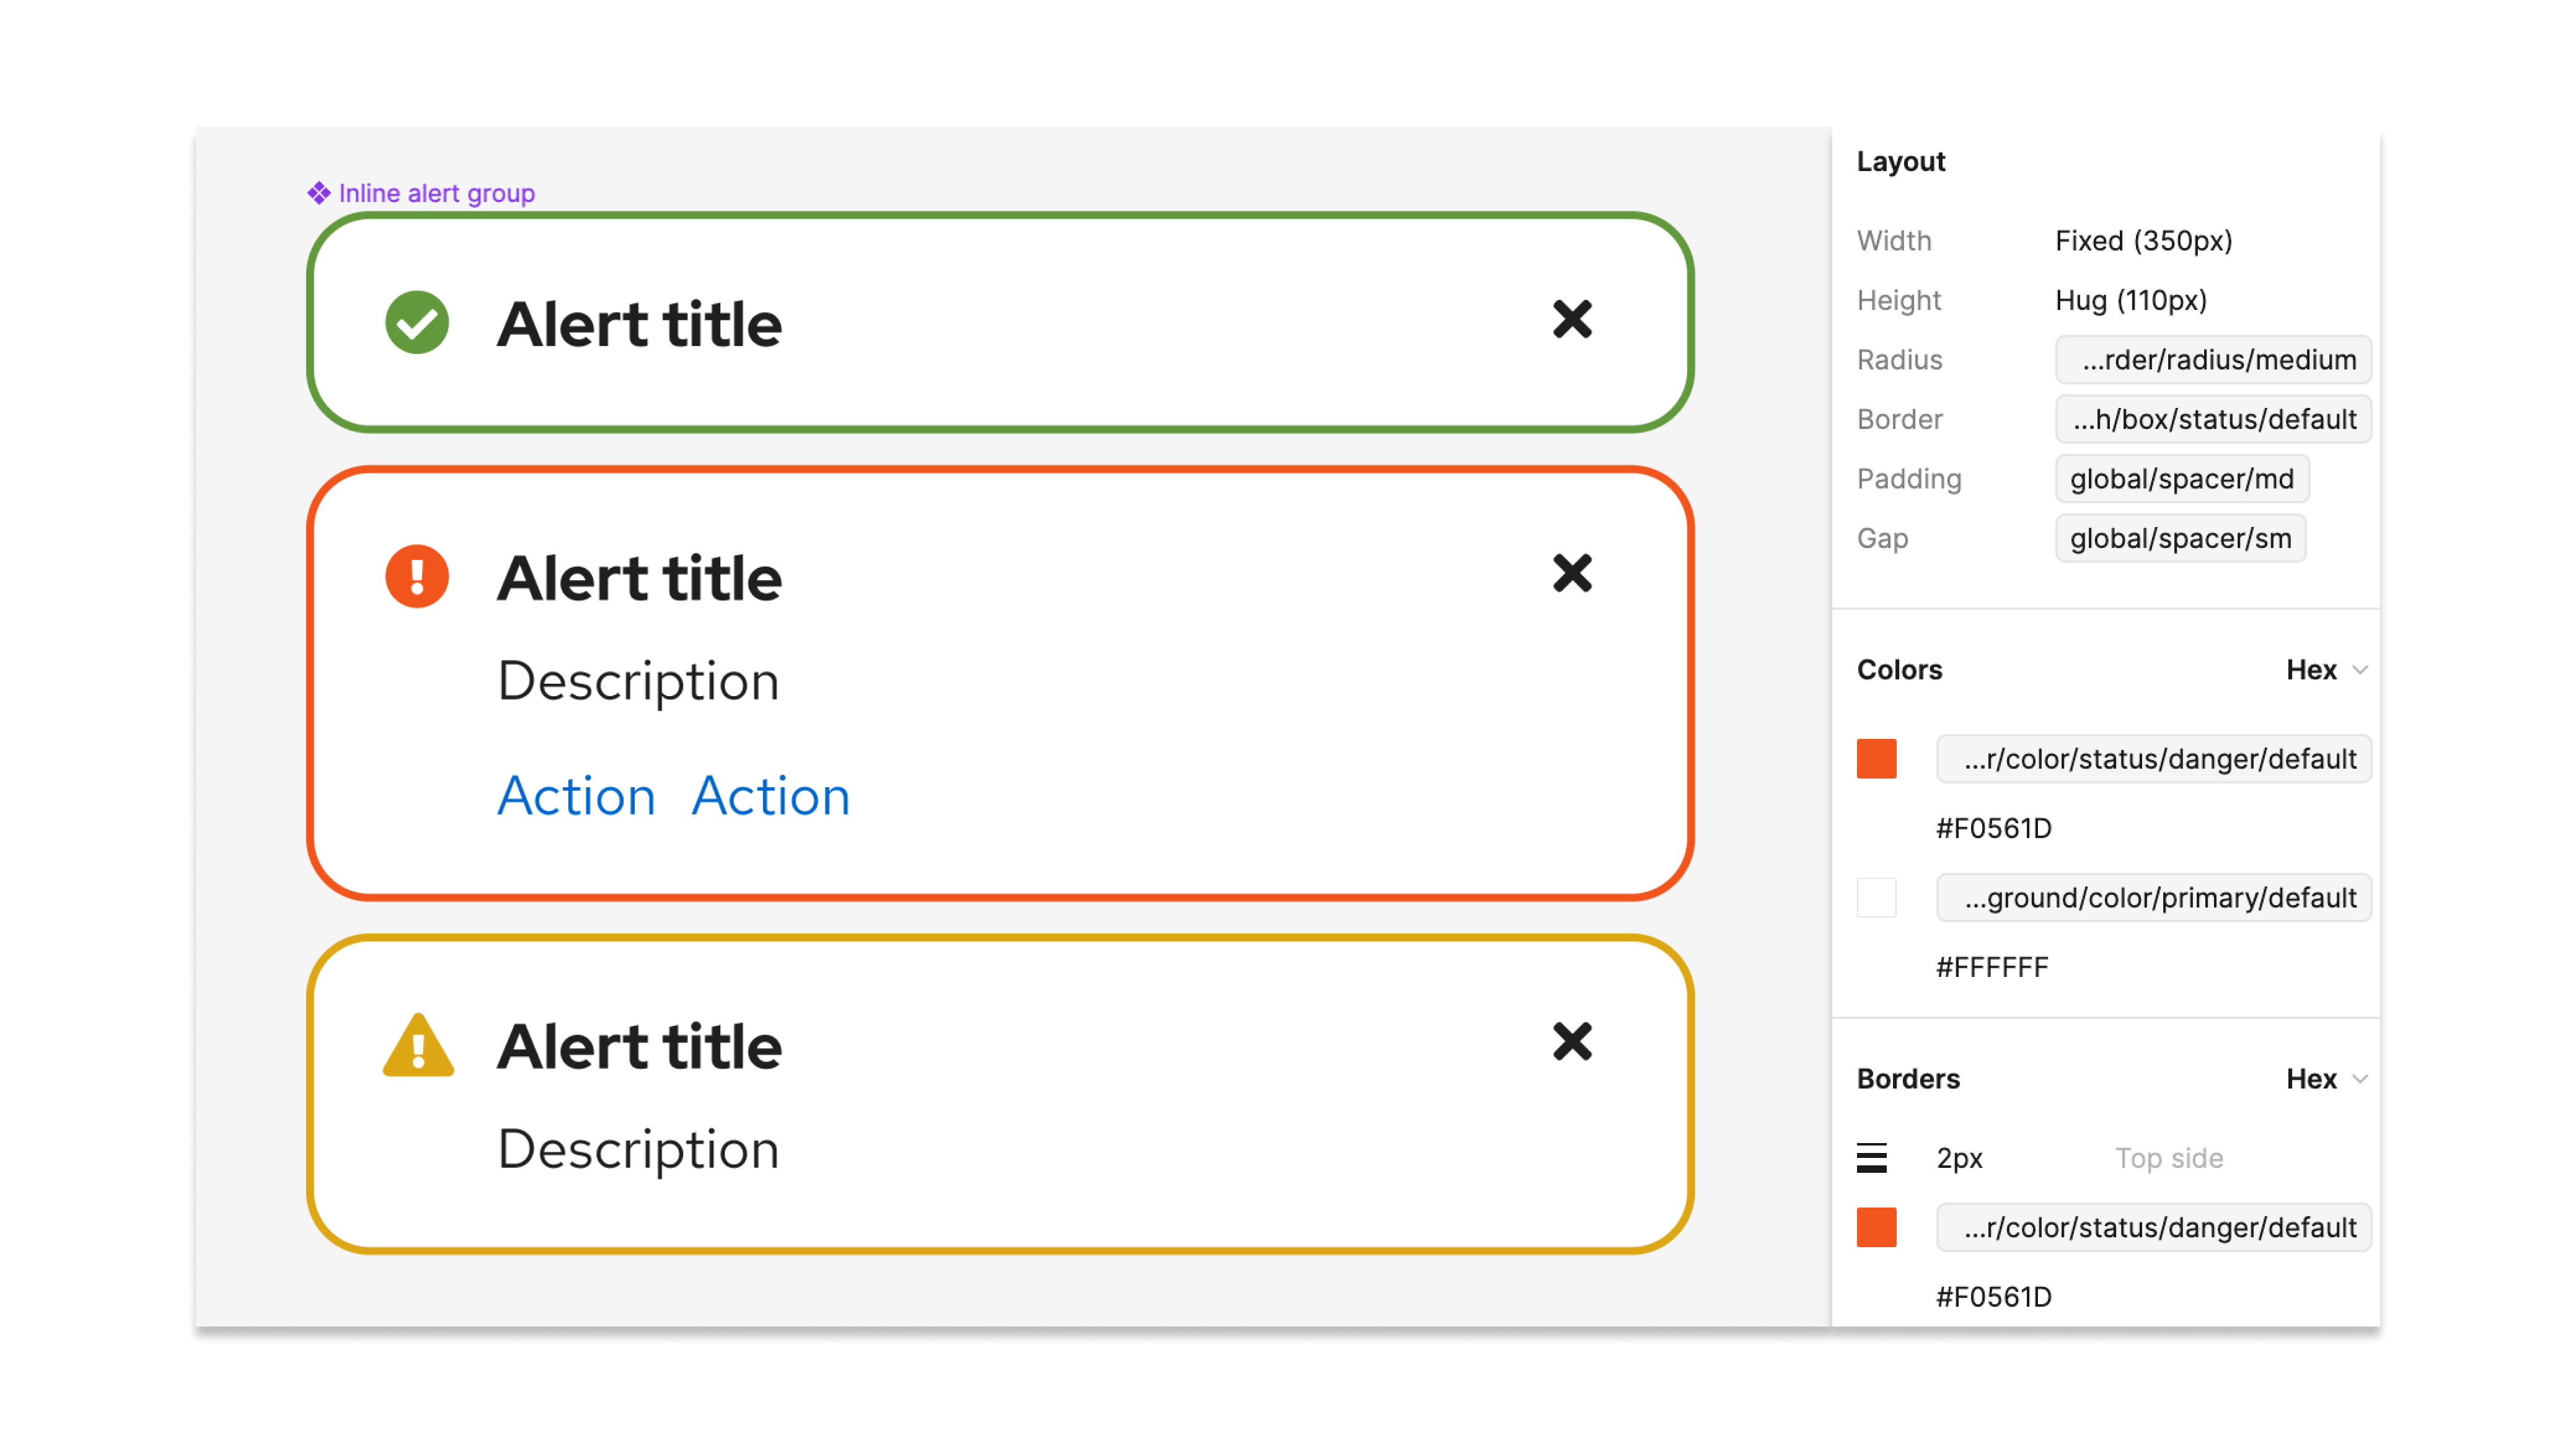 Inline alert group
Alert title
Alert title
Description
Action Action
Alert title
Description
Layout
Width Fixed (350px)
Height Hug (110px)
Radius ...rder/radius/medium
Border ...h/box/status/default
Padding global/spacer/md
Gap global/spacer/sm
Colors Hex
...r/color/status/danger/default
#F0561D
...ground/color/primary/default
#FFFFFF
Borders Hex
2px Top side
...r/color/status/danger/default
#F0561D